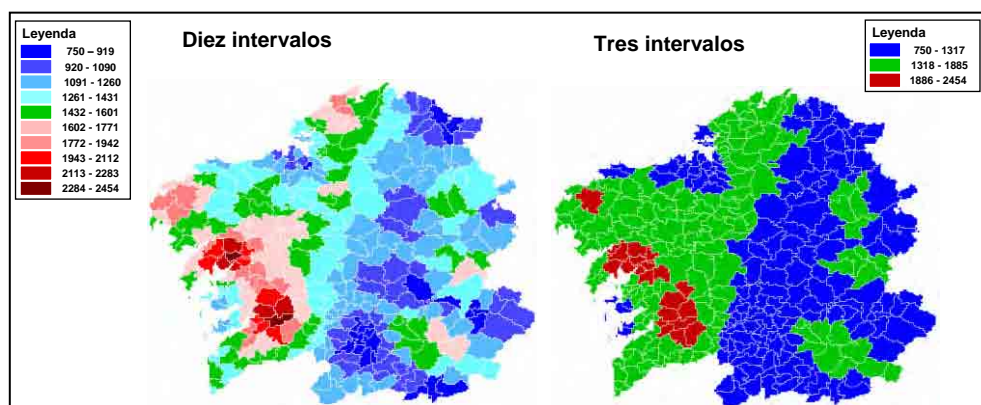 Leyenda
750 – 919
920 - 1090
1091 - 1260
1261 - 1431
1432 - 1601
1602 - 1771
1772 - 1942
1943 - 2112
2113 - 2283
2284 - 2454
Diez intervalos
Tres intervalos
Leyenda
750 - 1317
1318 - 1885
1886 - 2454